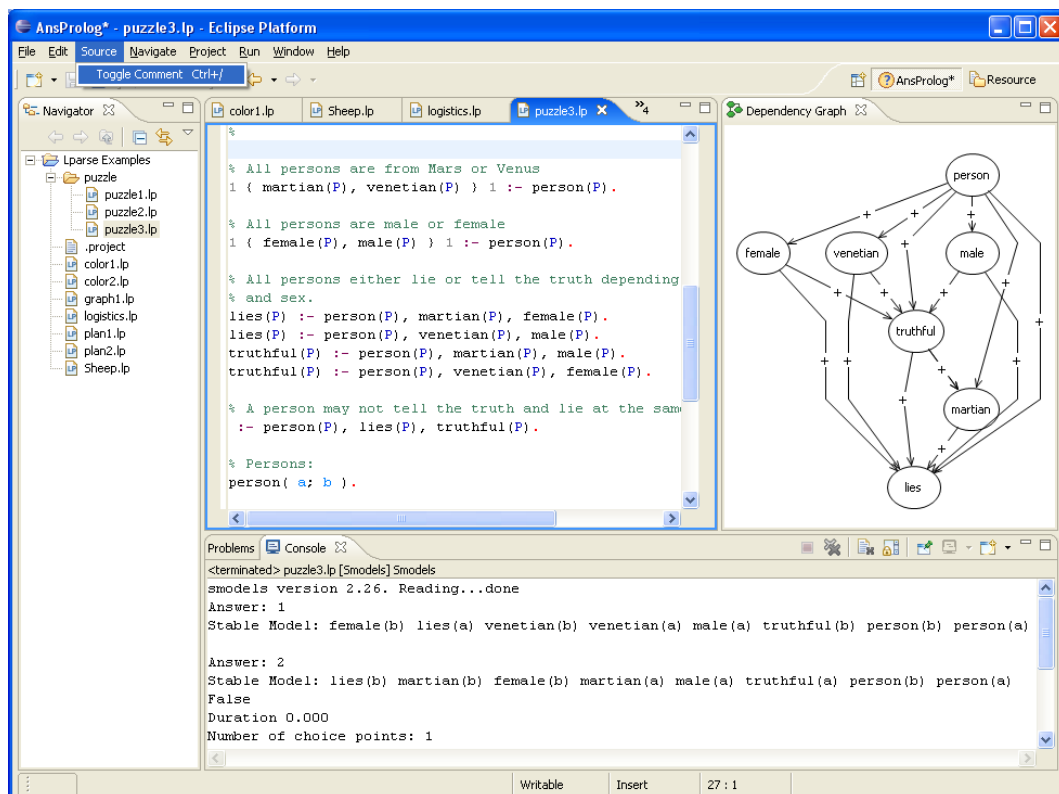 AnsProlog* - puzzle3.lp - Eclipse Platform
File Edit Source Navigate Project Run Window Help
Toggle Comment Ctrl+/
AnsProlog* Resource
Navigator
Lparse Examples
puzzle
puzzle1.lp
puzzle2.lp
puzzle3.lp
.project
color1.lp
color2.lp
graph1.lp
logistics.lp
plan1.lp
plan2.lp
Sheep.lp
color1.lp Sheep.lp logistics.lp puzzle3.lp »4
%
% All persons are from Mars or Venus
1 { martian(P), venetian(P) } 1 :- person(P).
% All persons are male or female
1 { female(P), male(P) } 1 :- person(P).
% All persons either lie or tell the truth depending
% and sex.
lies(P) :- person(P), martian(P), female(P).
lies(P) :- person(P), venetian(P), male(P).
truthful(P) :- person(P), martian(P), male(P).
truthful(P) :- person(P), venetian(P), female(P).
% A person may not tell the truth and lie at the same
:- person(P), lies(P), truthful(P).
% Persons:
person( a; b ).
Dependency Graph
person
+ + + +
female venetian male
+ + +
truthful
+ + + +
+
martian
+
lies
Problems Console
<terminated> puzzle3.lp [Smodels] Smodels
smodels version 2.26. Reading...done
Answer: 1
Stable Model: female(b) lies(a) venetian(b) venetian(a) male(a) truthful(b) person(b) person(a)
Answer: 2
Stable Model: lies(b) martian(b) female(b) martian(a) male(a) truthful(a) person(b) person(a)
False
Duration 0.000
Number of choice points: 1
Writable Insert 27 : 1